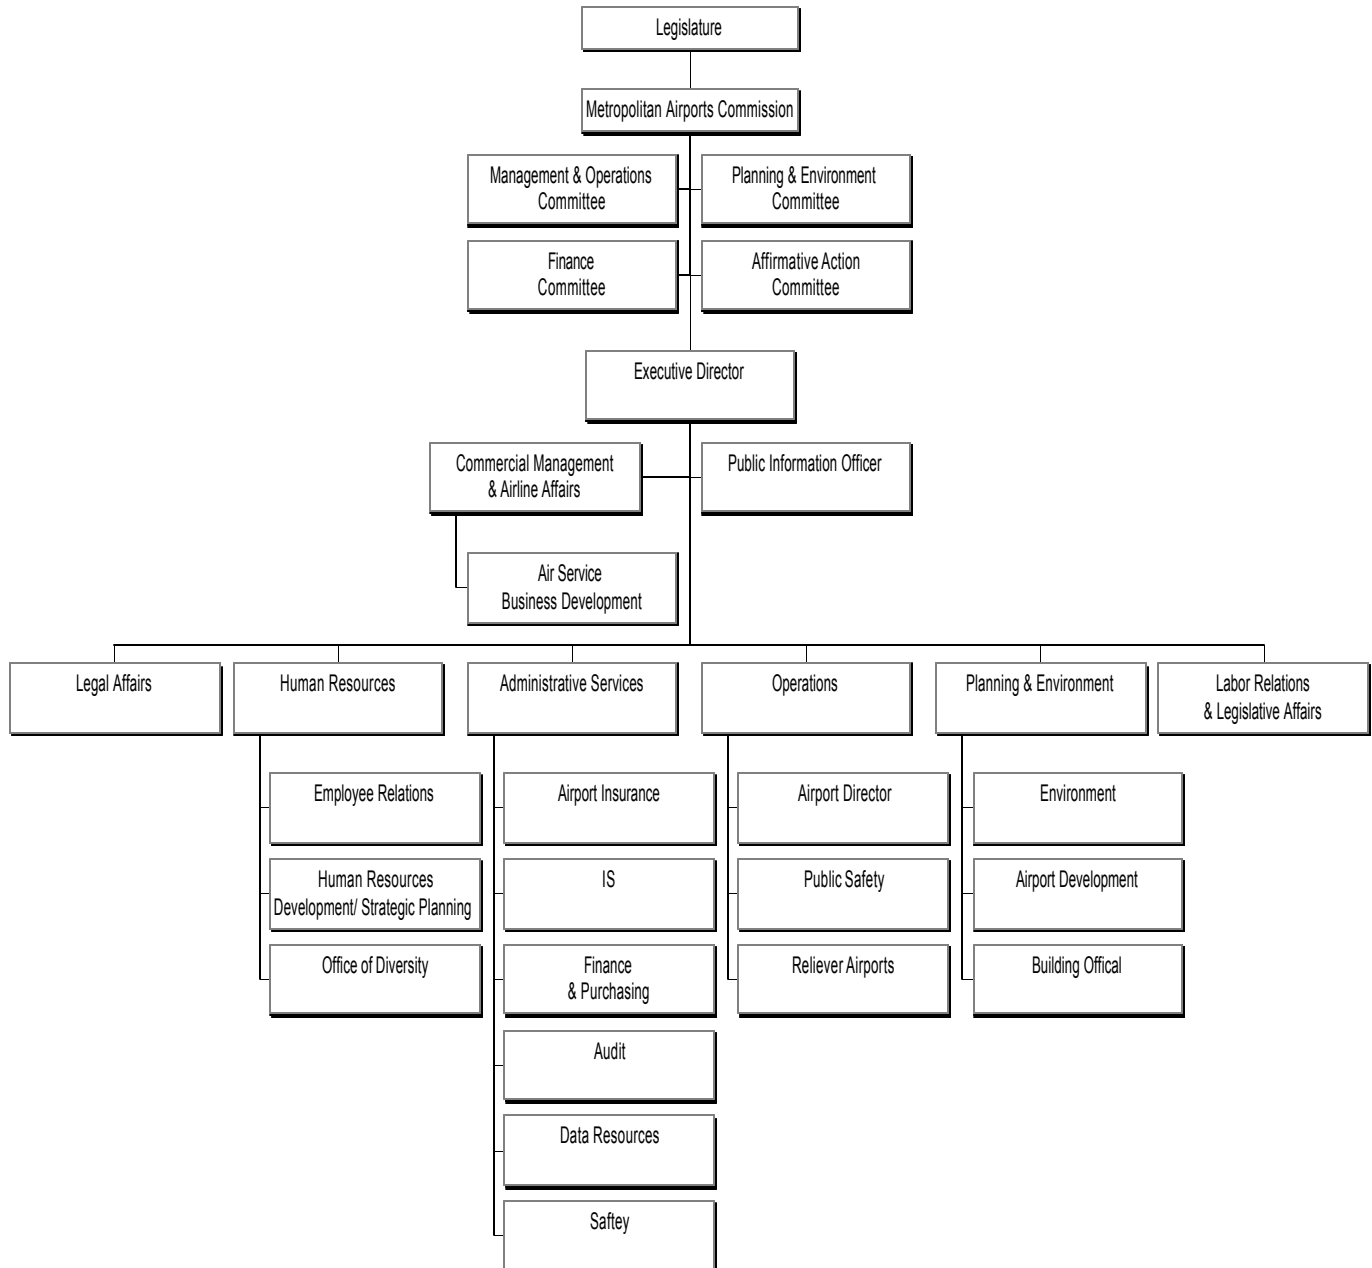 Legislature
Metropolitan Airports Commission
Management & Operations
Committee
Planning & Environment
Committee
Finance
Committee
Affirmative Action
Committee
Executive Director
Commercial Management
& Airline Affairs
Public Information Officer
Air Service
Business Development
Legal Affairs
Human Resources
Administrative Services
Operations
Planning & Environment
Labor Relations
& Legislative Affairs
Employee Relations
Human Resources
Development/ Strategic Planning
Office of Diversity
Airport Insurance
IS
Finance
& Purchasing
Audit
Data Resources
Saftey
Airport Director
Public Safety
Reliever Airports
Environment
Airport Development
Building Offical